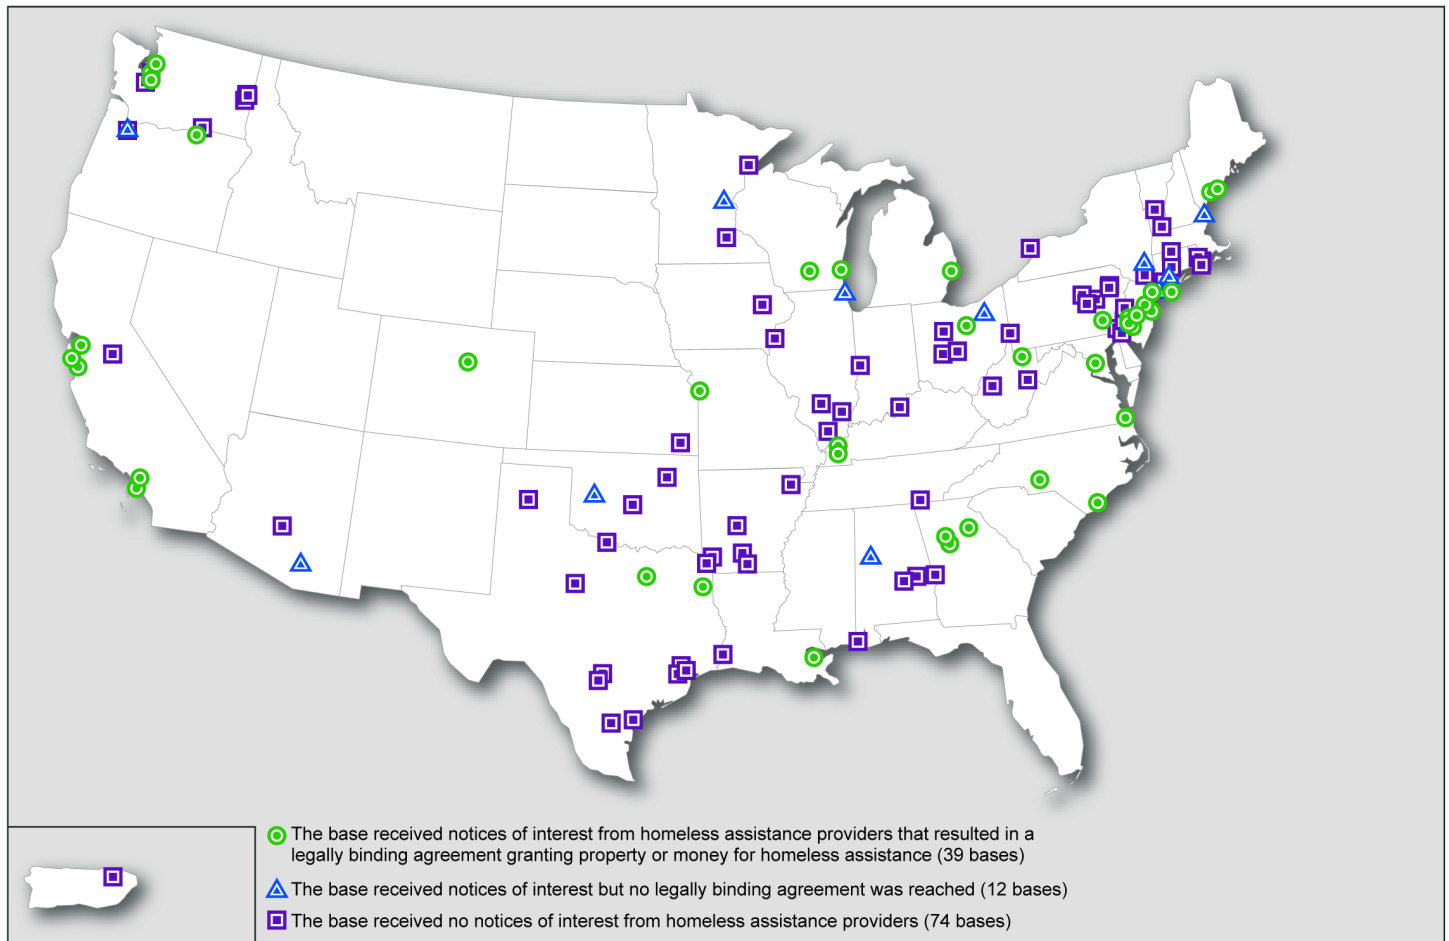 The base received notices of interest from homeless assistance providers that resulted in a
legally binding agreement granting property or money for homeless assistance (39 bases)
The base received notices of interest but no legally binding agreement was reached (12 bases)
The base received no notices of interest from homeless assistance providers (74 bases)